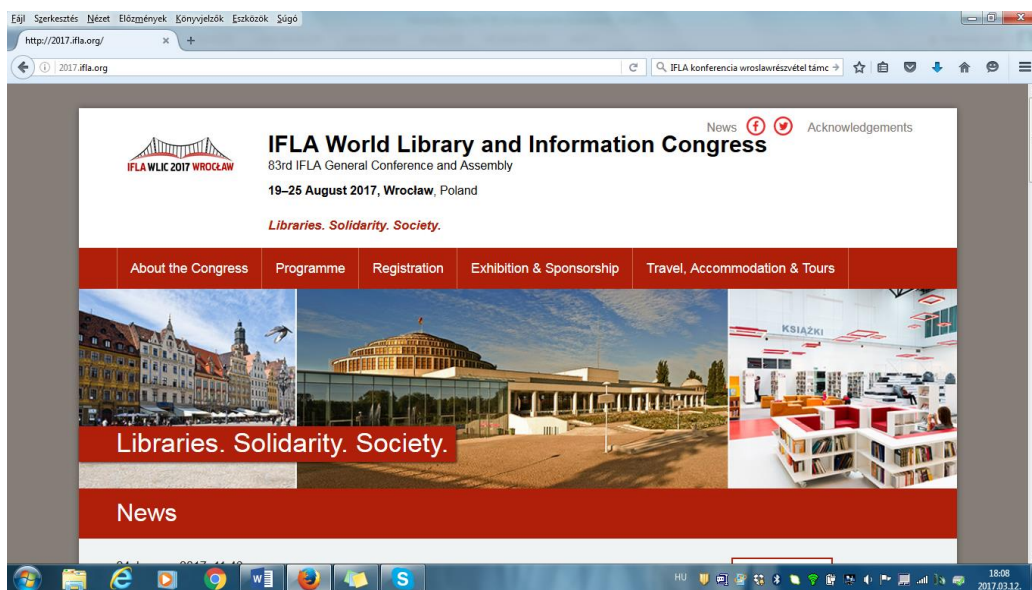 Fájl Szerkesztés Nézet Előzmények Könyvjelzők Eszközök Súgó
http://2017.ifla.org/
2017.ifla.org
IFLA konferencia wroslawrészvétel támc
News
Acknowledgements
IFLA WLIC 2017 WROCŁAW
IFLA World Library and Information Congress
83rd IFLA General Conference and Assembly
19–25 August 2017, Wrocław, Poland
Libraries. Solidarity. Society.
About the Congress Programme Registration Exhibition & Sponsorship Travel, Accommodation & Tours
KSIĄŻKI
Libraries. Solidarity. Society.
News
HU
18:08
2017.03.12.